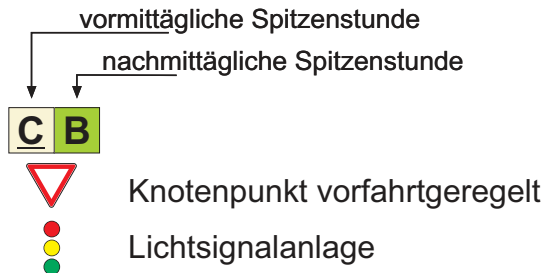 vormittägliche Spitzenstunde
nachmittägliche Spitzenstunde
C B
Knotenpunkt vorfahrtgeregelt
Lichtsignalanlage